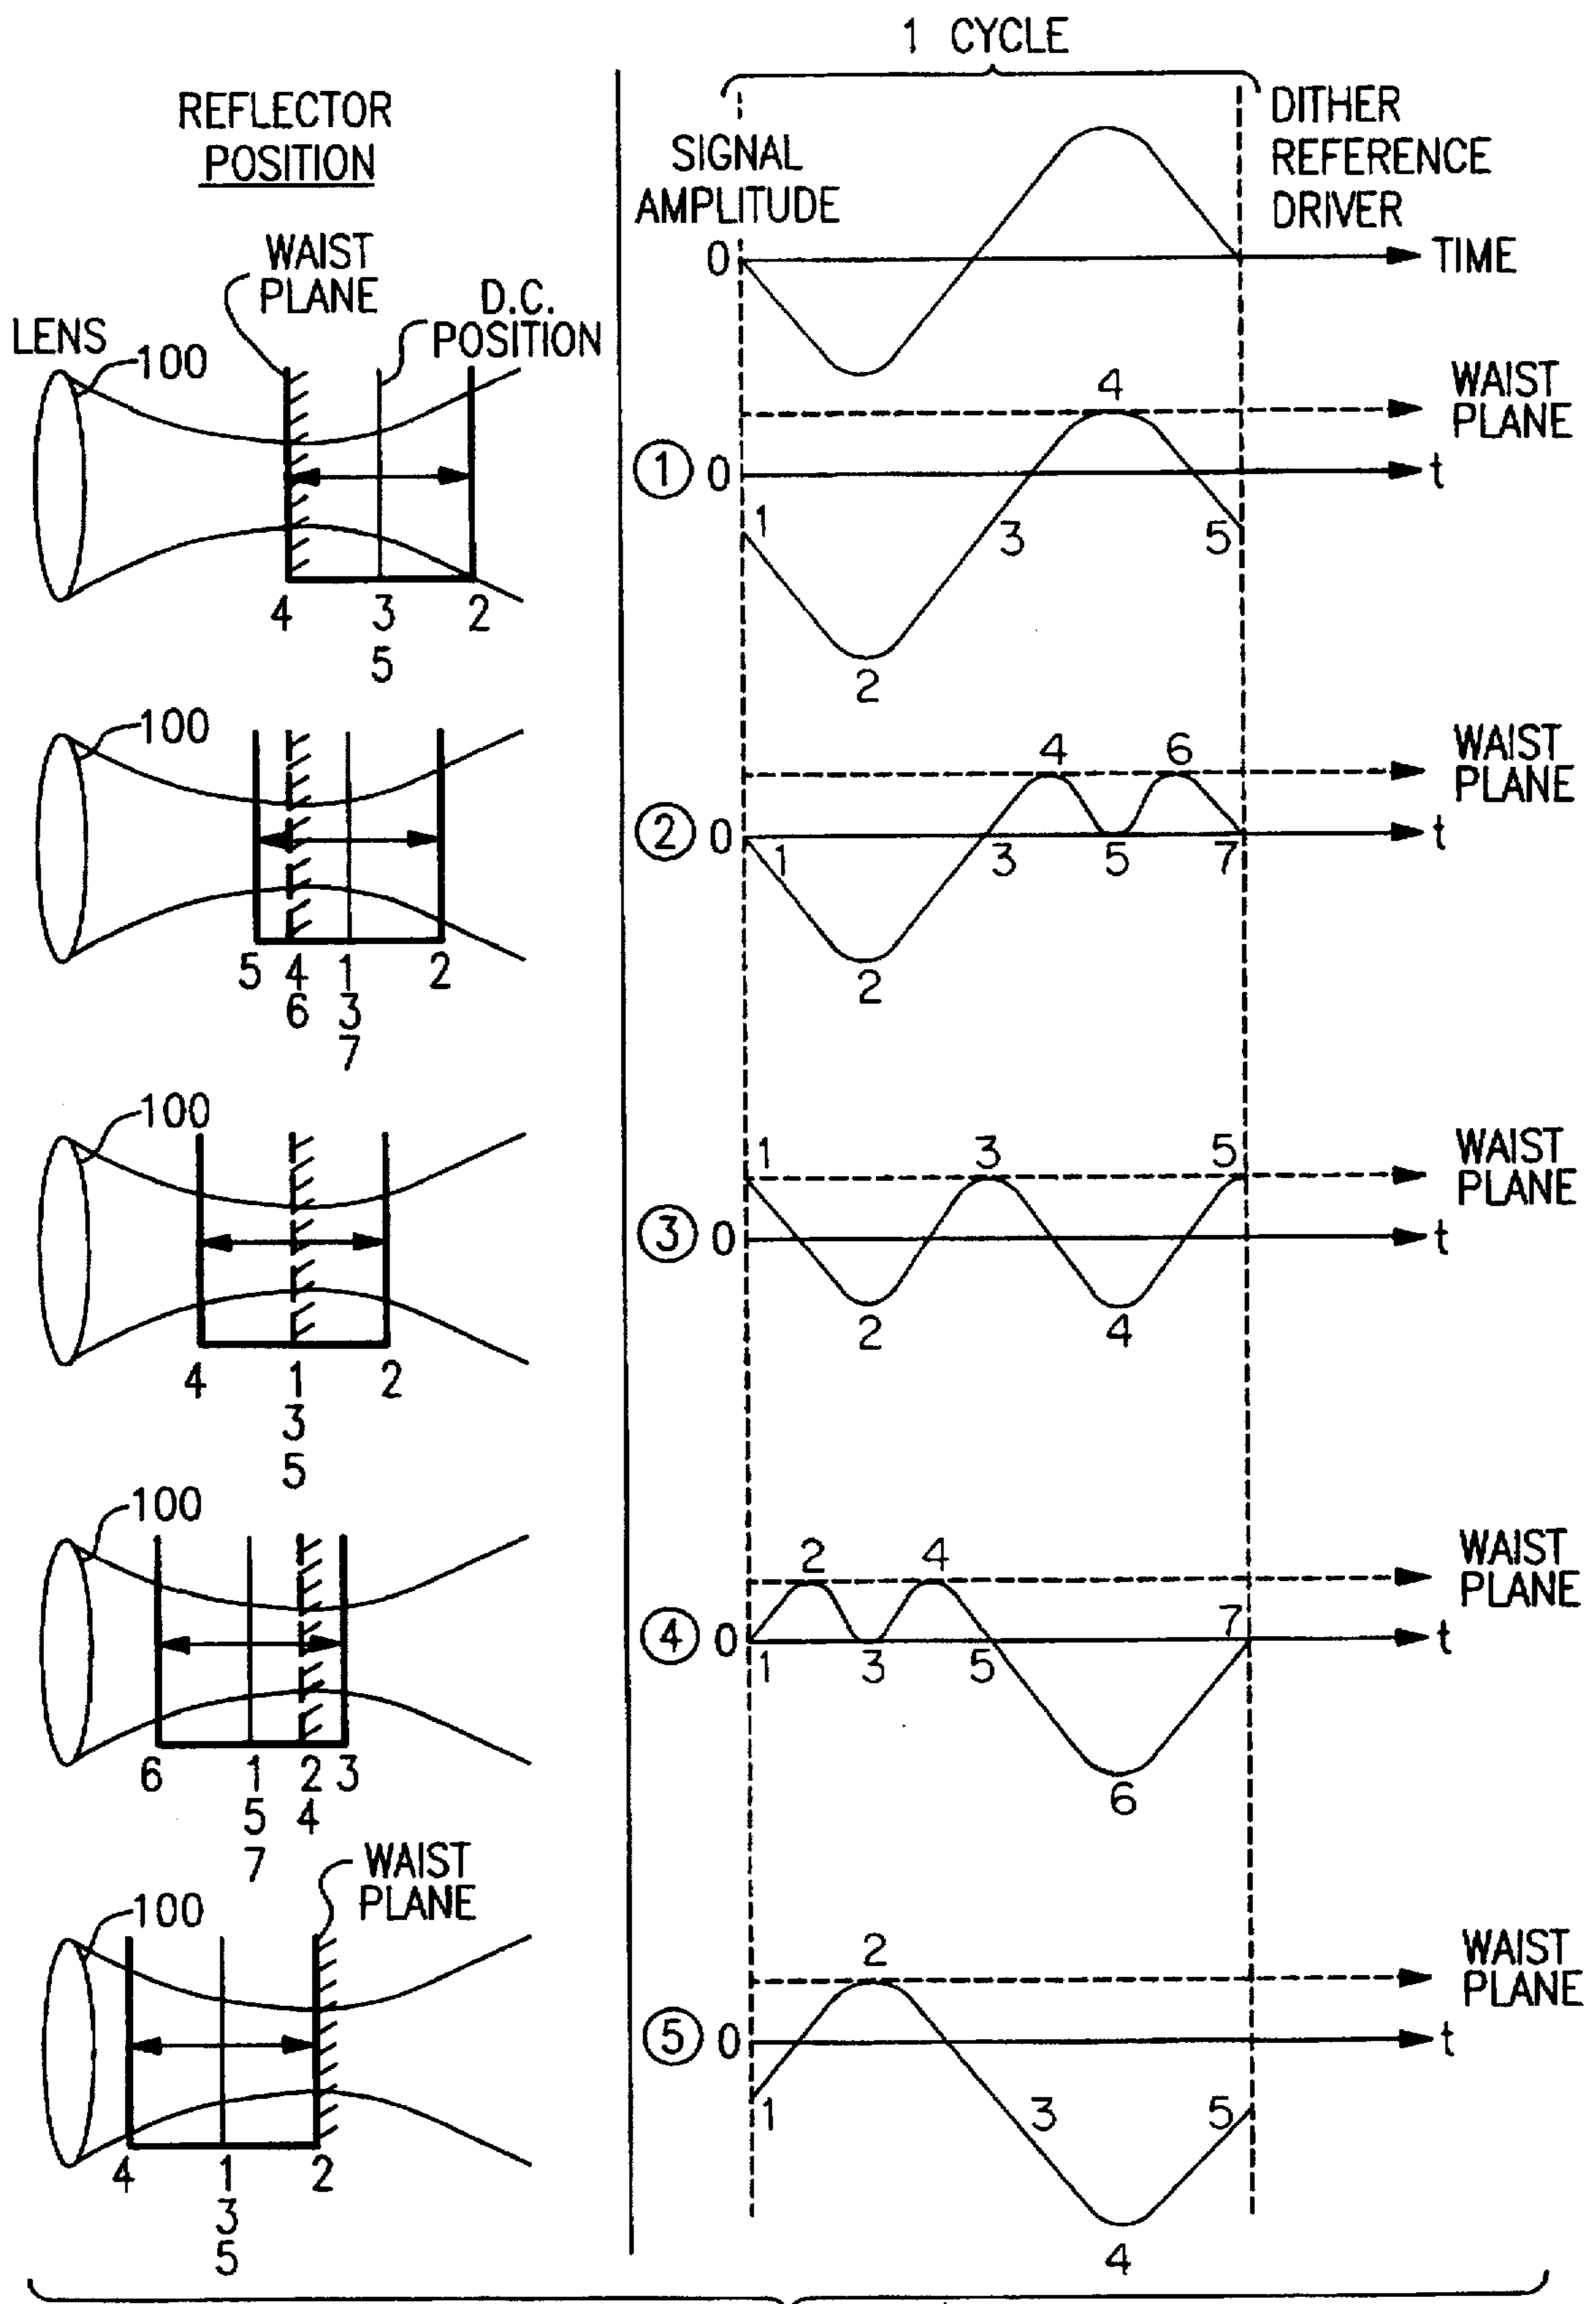 1 CYCLE
REFLECTOR
POSITION
SIGNAL
AMPLITUDE
DITHER
REFERENCE
DRIVER
0
TIME
LENS
100
WAIST
PLANE
D.C.
POSITION
4 3 2
5
1 0
1 2 3 4 5
WAIST
PLANE
t
100
5 4 1 2
6 3
7
2 0
1 2 3 4 5 6 7
WAIST
PLANE
t
100
4 1 2
3
5
3 0
1 2 3 4 5
WAIST
PLANE
t
100
6 1 2 3
5 4
7
4 0
1 2 3 4 5 6 7
WAIST
PLANE
t
100
WAIST
PLANE
4 1 2
3
5
5 0
1 2 3 4 5
WAIST
PLANE
t